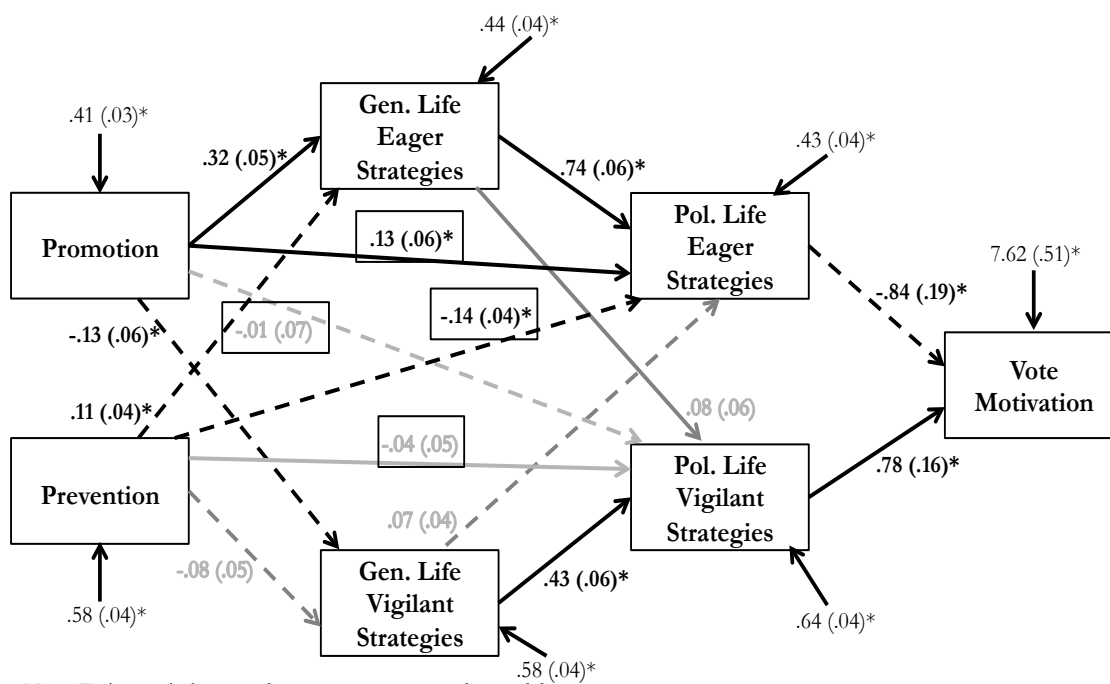 .44 (.04)*
.41 (.03)*
Gen. Life
Eager
Strategies
.43 (.04)*
.32 (.05)*
.74 (.06)*
Promotion
.13 (.06)*
Pol. Life
Eager
Strategies
7.62 (.51)*
-.84 (.19)*
-.14 (.04)*
-.01 (.07)
-.13 (.06)*
Vote
Motivation
.11 (.04)*
.08 (.06)
-.04 (.05)
Prevention
Pol. Life
Vigilant
Strategies
.78 (.16)*
.07 (.04)
-.08 (.05)
.43 (.06)*
Gen. Life
Vigilant
Strategies
.58 (.04)*
.64 (.04)*
.58 (.04)*